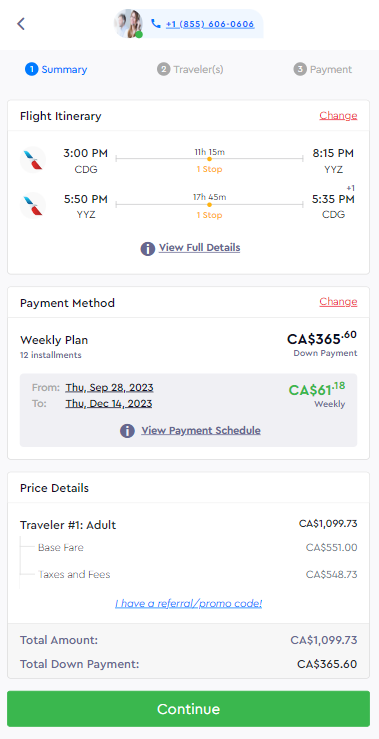 +1 (855) 606-0606
1 Summary 2 Traveler(s) 3 Payment
Flight Itinerary Change
3:00 PM 11h 15m 8:15 PM
CDG 1 Stop YYZ
+1
5:50 PM 17h 45m 5:35 PM
YYZ 1 Stop CDG
i View Full Details
Payment Method Change
Weekly Plan CA$365.60
12 installments Down Payment
From: Thu, Sep 28, 2023 CA$61.18
To: Thu, Dec 14, 2023 Weekly
i View Payment Schedule
Price Details
Traveler #1: Adult CA$1,099.73
Base Fare CA$551.00
Taxes and Fees CA$548.73
I have a referral/promo code!
Total Amount: CA$1,099.73
Total Down Payment: CA$365.60
Continue